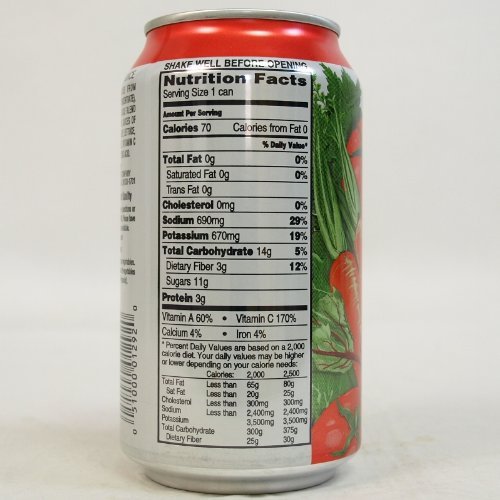 SHAKE WELL BEFORE OPENING
Nutrition Facts
Serving Size 1 can
Amount Per Serving
Calories 70 Calories from Fat 0
% Daily Value*
Total Fat 0g 0%
Saturated Fat 0g 0%
Trans Fat 0g
Cholesterol 0mg 0%
Sodium 690mg 29%
Potassium 670mg 19%
Total Carbohydrate 14g 5%
Dietary Fiber 3g 12%
Sugars 11g
Protein 3g
Vitamin A 60% • Vitamin C 170%
Calcium 4% • Iron 4%
* Percent Daily Values are based on a 2,000
calorie diet. Your daily values may be higher
or lower depending on your calorie needs:
Calories: 2,000 2,500
Total Fat Less than 65g 80g
Sat Fat Less than 20g 25g
Cholesterol Less than 300mg 300mg
Sodium Less than 2,400mg 2,400mg
Potassium 3,500mg 3,500mg
Total Carbohydrate 300g 375g
Dietary Fiber 25g 30g
0 51000 01292 0